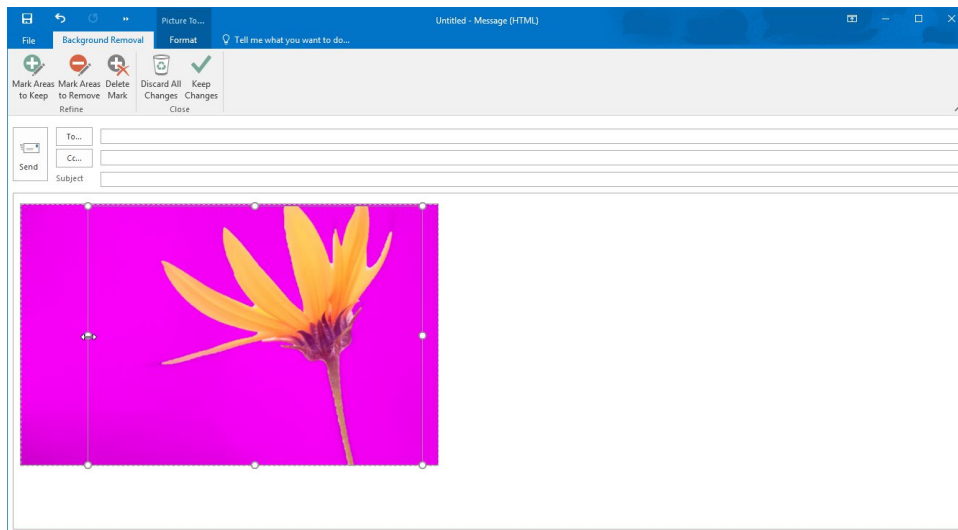 Picture To...
Untitled - Message (HTML)
File
Background Removal
Format
Tell me what you want to do...
Mark Areas to Keep
Mark Areas to Remove
Delete Mark
Discard All Changes
Keep Changes
Refine
Close
Send
To...
Cc...
Subject